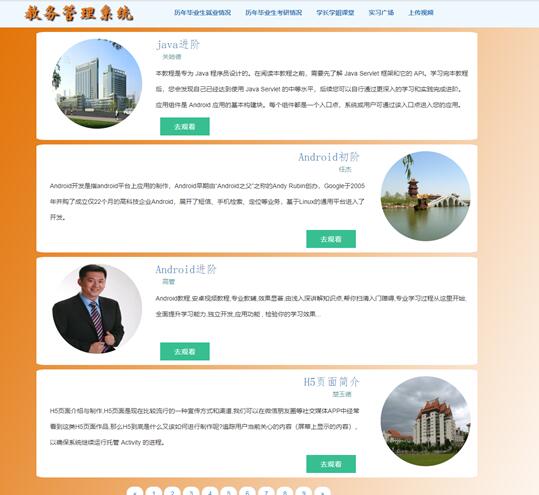 教务管理系统
历年毕业生就业情况 历年毕业生考研情况 学长学姐课堂 实习广场 上传视频
java进阶
本教程是专为 Java 程序员设计的。在阅读本教程之前，需要先了解 Java Servlet 框架和它的 API。学习完本教程
后，您会发现自己已经达到使用 Java Servlet 的中等水平，后续您可以自行通过更深入的学习和实践完成进阶。
应用组件是 Android 应用的基本构建块。每个组件都是一个入口点，系统或用户可通过该入口点进入您的应用。
去观看
Android初阶
任杰
Android开发是指android平台上应用的制作，Android早期由“Android之父”之称的Andy Rubin创办，Google于2005
年并购了成立仅22个月的高科技企业Android，展开了短信、手机检索、定位等业务，基于Linux的通用平台进入了
开发。
去观看
Android进阶
高管
Android教程,安卓视频教程,专业教辅,效果显著,由浅入深讲解知识点,帮你扫清入门障碍,专业学习过程从这里开始,
全面提升学习能力.独立开发,应用功能 , 检验你的学习效果...
去观看
H5页面简介
H5页面介绍与制作.H5页面是现在比较流行的一种宣传方式和渠道,我们可以在微信朋友圈等社交媒体APP中经常
看到这类H5页面作品,那么H5到底是什么又该如何进行制作呢?追踪用户当前关心的内容（屏幕上显示的内容），
以确保系统继续运行托管 Activity 的进程。
去观看
« 1 2 3 4 5 6 7 8 9 »